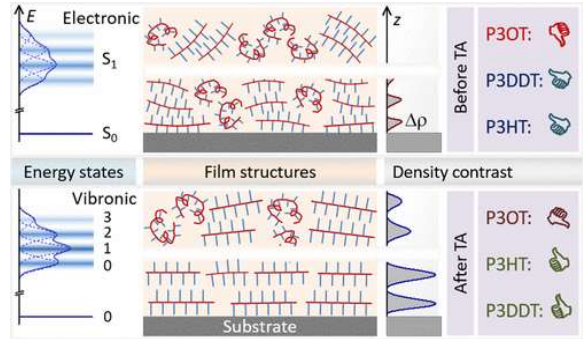 E Electronic
S1
S0
z
Δρ
Before TA
P3OT:
P3DDT:
P3HT:
Energy states Film structures Density contrast
Vibronic
3
2
1
0
0
Substrate
After TA
P3OT:
P3HT:
P3DDT: